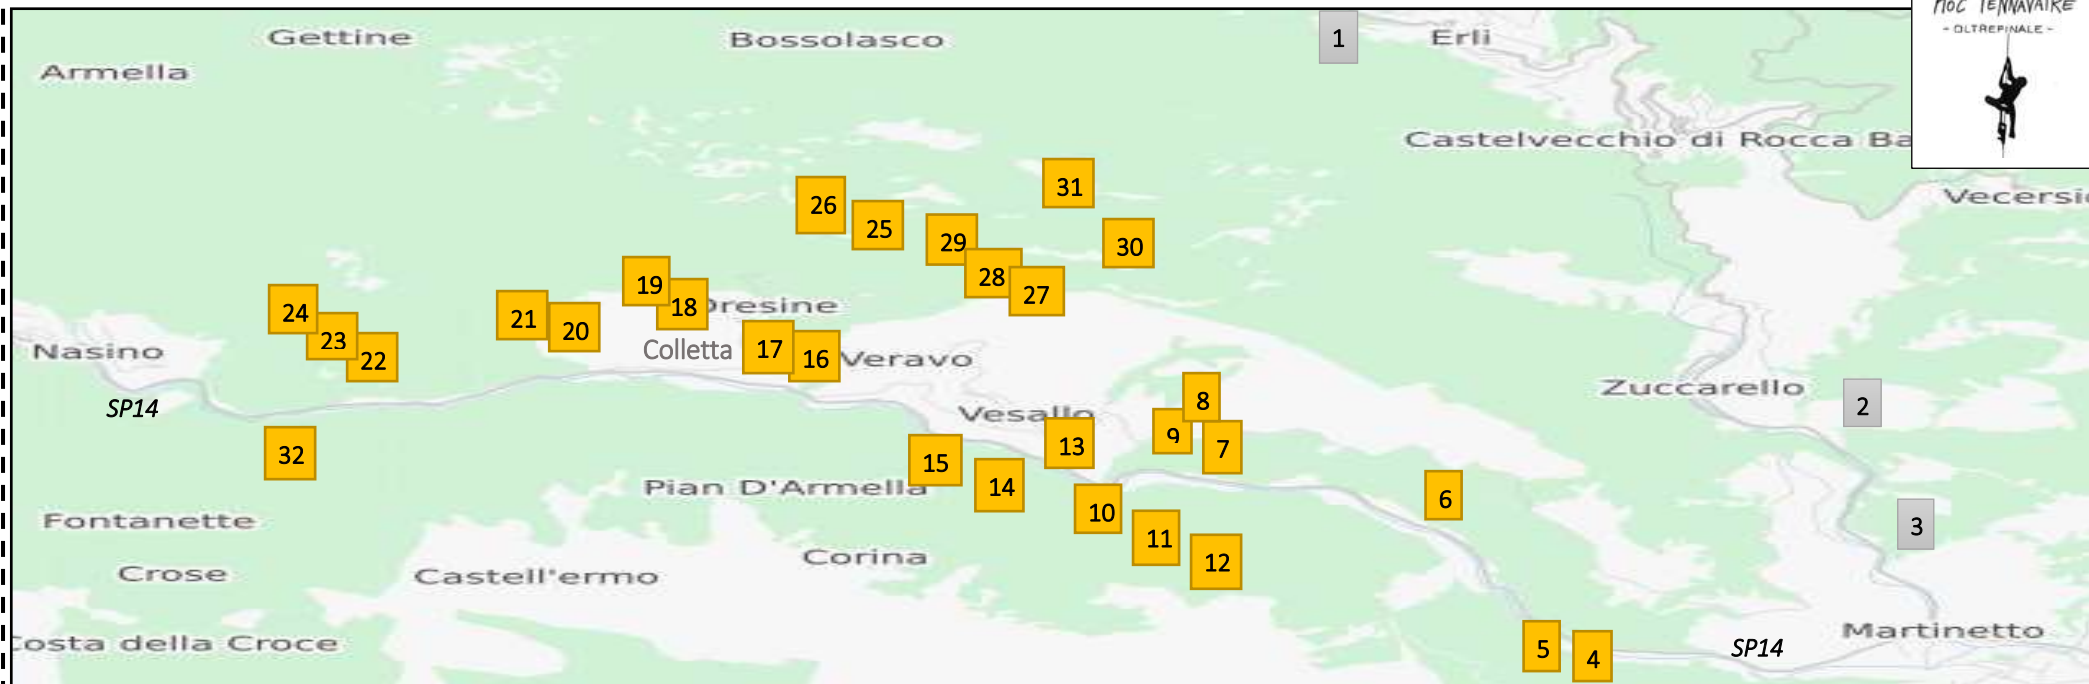 TENNAVAIRE
- OLTREFINALE -
Gettine
Bossolasco
1
Erli
Armella
Castelvecchio di Rocca Ba
31
Vecersi
26
25
29
30
28
27
19
18
Oresine
24
21
20
23
22
Nasino
Colletta
17
16
Veravo
SP14
Zuccarello
2
8
Vesallo
9
7
13
32
15
14
Pian D'Armella
6
10
Fontanette
11
3
12
Corina
Crose
Castell'ermo
Costa della Croce
5
4
SP14
Martinetto